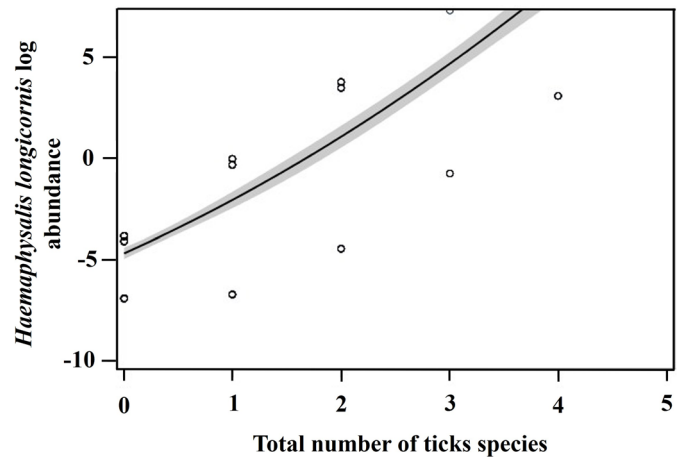 Haemaphysalis longicornis log
abundance
5
0
-5
-10
0 1 2 3 4 5
Total number of ticks species